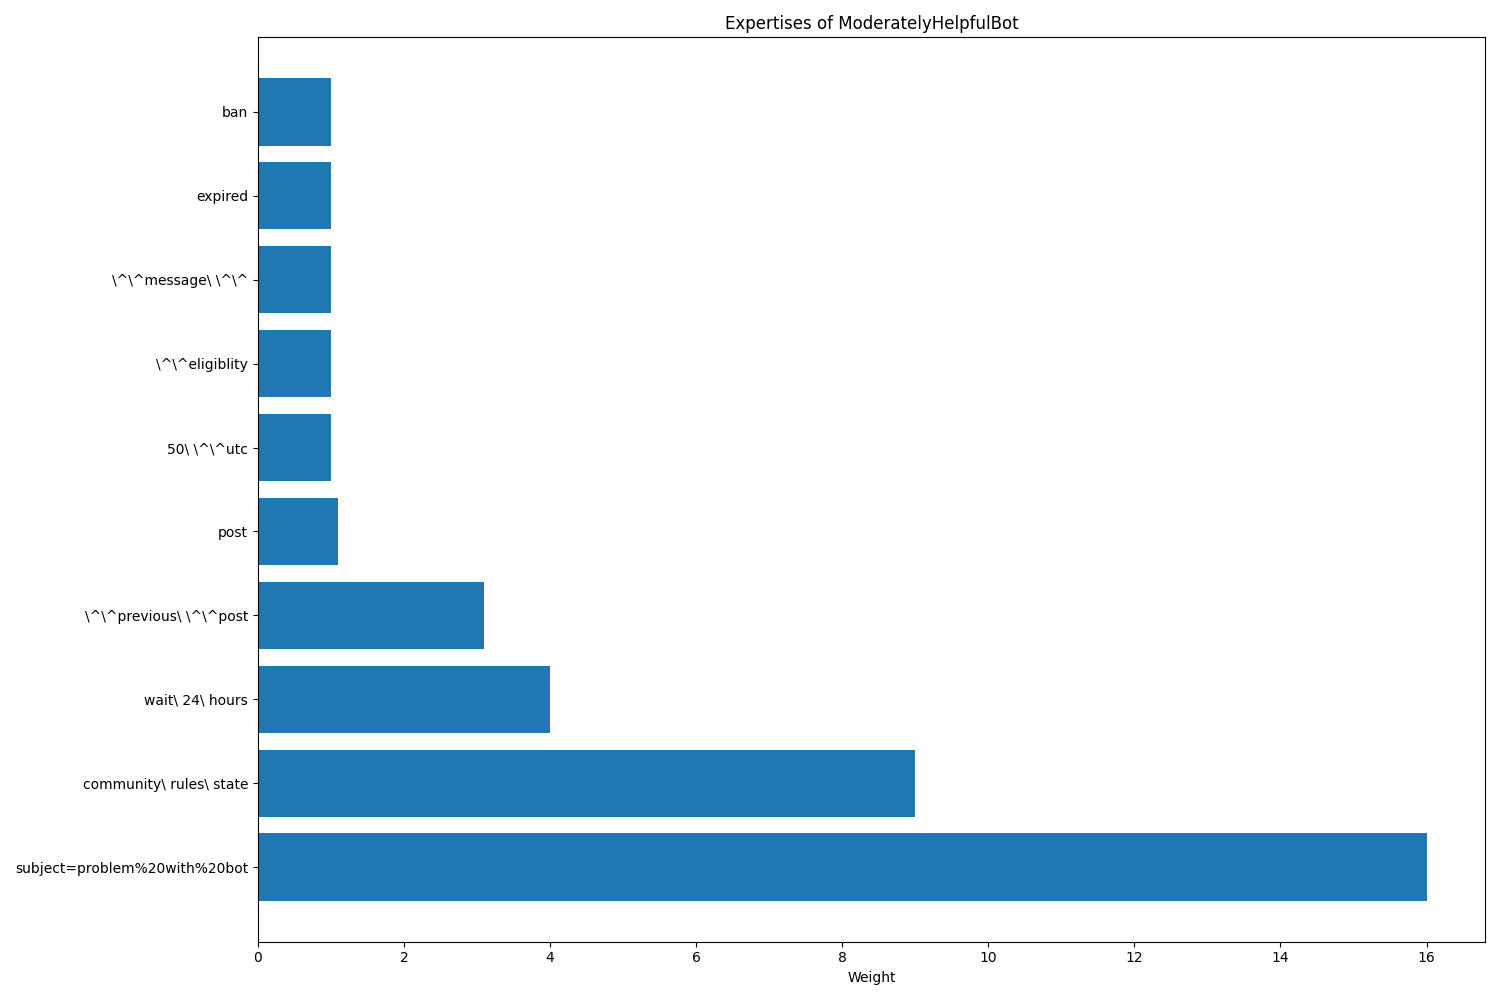 Expertises of ModeratelyHelpfulBot
ban
expired
\^\^message\ \^\^
\^\^eligiblity
50\ \^\^utc
post
\^\^previous\ \^\^post
wait\ 24\ hours
community\ rules\ state
subject=problem%20with%20bot
0 2 4 6 8 10 12 14 16
Weight